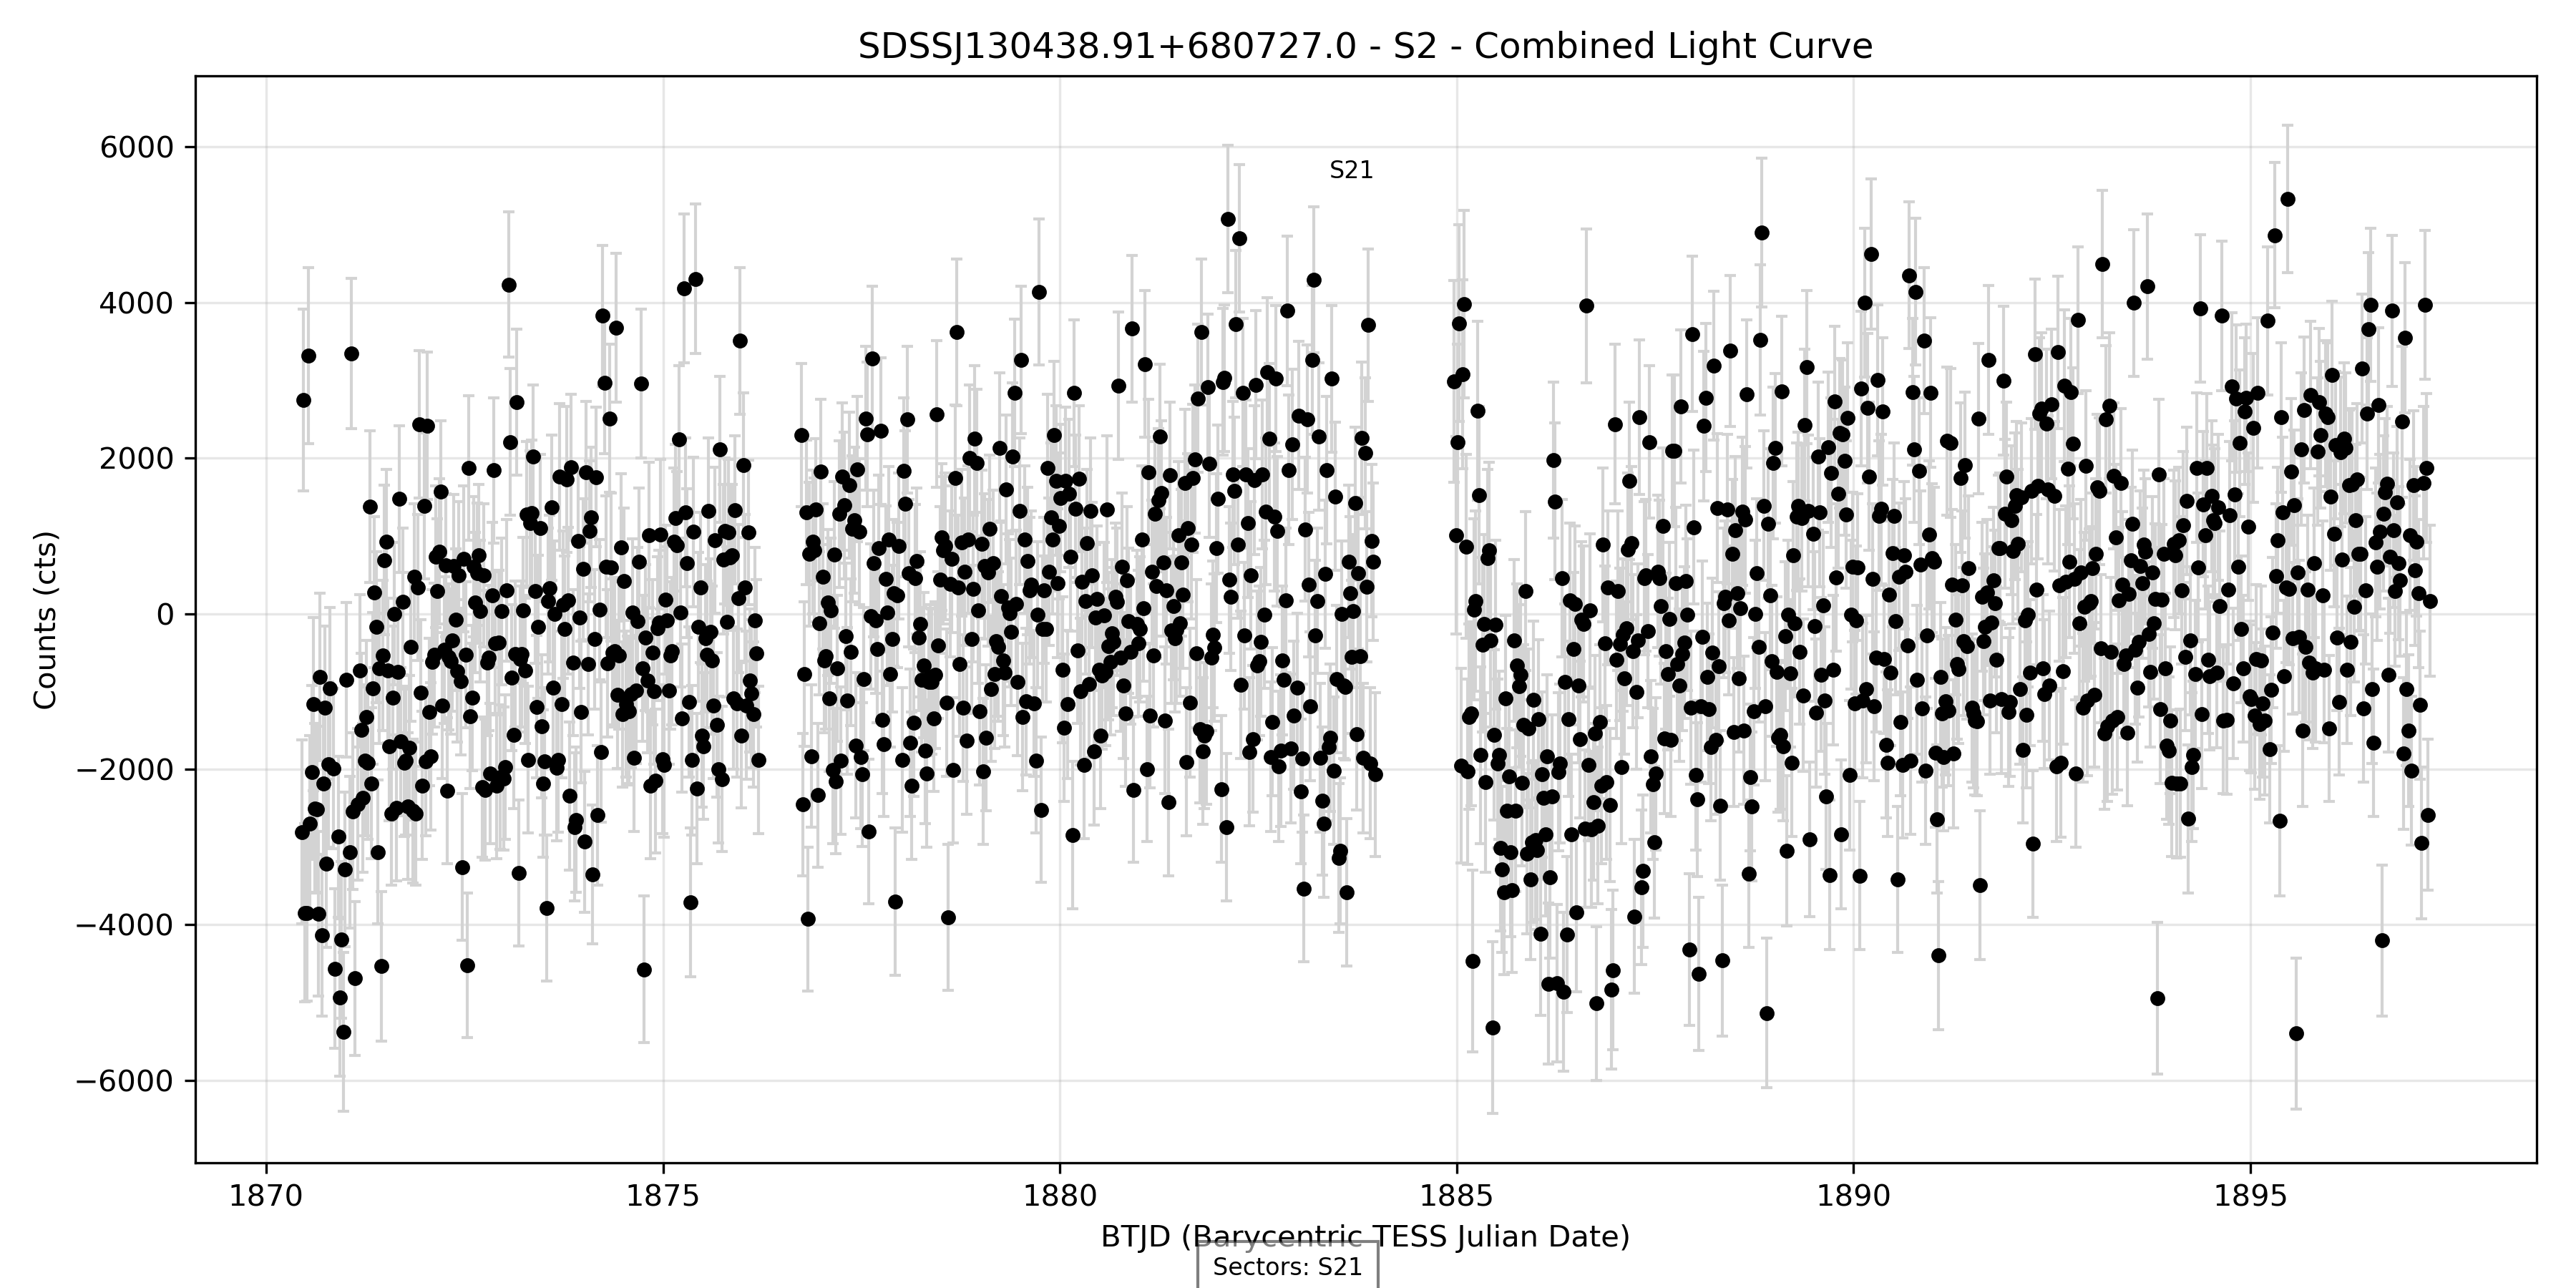 SDSSJ130438.91+680727.0 - S2 - Combined Light Curve
6000
S21
4000
2000
0
−2000
−4000
−6000
Counts (cts)
1870 1875 1880 1885 1890 1895
BTJD (Barycentric TESS Julian Date)
Sectors: S21